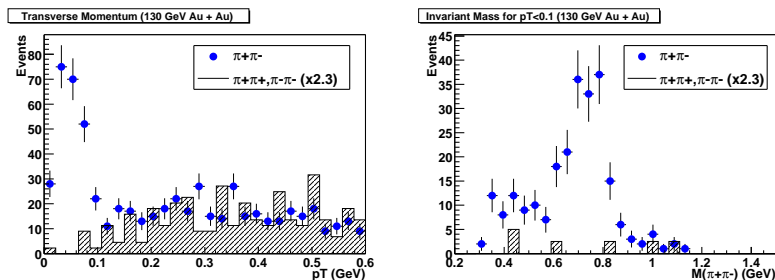 Transverse Momentum (130 GeV Au + Au)
Events
80
70
60
50
40
30
20
10
0
π+π-
π+π+,π-π- (x2.3)
0 0.1 0.2 0.3 0.4 0.5 0.6
pT (GeV)
Invariant Mass for pT<0.1 (130 GeV Au + Au)
Events
45
40
35
30
25
20
15
10
5
0
π+π-
π+π+,π-π- (x2.3)
0.2 0.4 0.6 0.8 1 1.2 1.4
M(π+π-) (GeV)